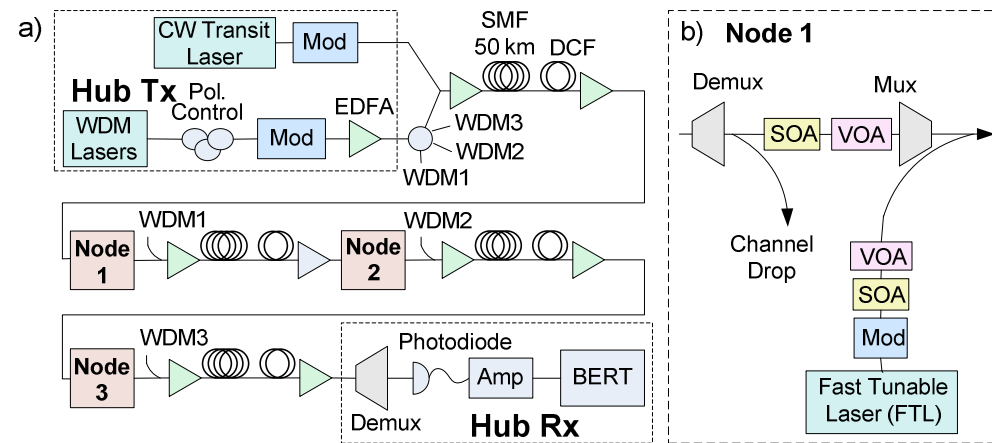 a)
CW Transit
Laser
Mod
Hub Tx
Pol.
Control
WDM
Lasers
Mod
EDFA
WDM3
WDM2
WDM1
SMF
50 km
DCF
WDM1
Node
1
WDM2
Node
2
WDM3
Node
3
Demux
Photodiode
Amp
BERT
Hub Rx
b)
Node 1
Demux
Mux
SOA
VOA
Channel
Drop
VOA
SOA
Mod
Fast Tunable
Laser (FTL)